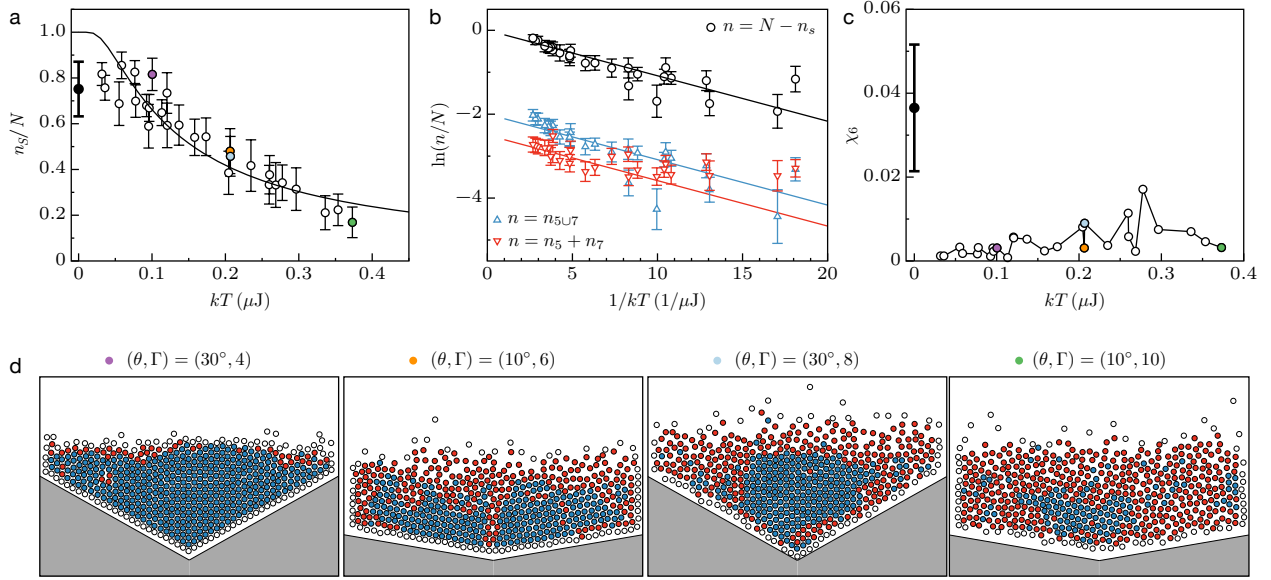 a
n_S/N
1.0
0.8
0.6
0.4
0.2
0
0
0.1
0.2
0.3
0.4
kT (μJ)
b
ln(n/N)
0
−2
−4
n = N − n_s
n = n_{5∪7}
n = n_5 + n_7
0
5
10
15
20
1/kT (1/μJ)
c
χ_6
0.06
0.04
0.02
0
0
0.1
0.2
0.3
0.4
kT (μJ)
d
(θ, Γ) = (30°, 4)
(θ, Γ) = (10°, 6)
(θ, Γ) = (30°, 8)
(θ, Γ) = (10°, 10)